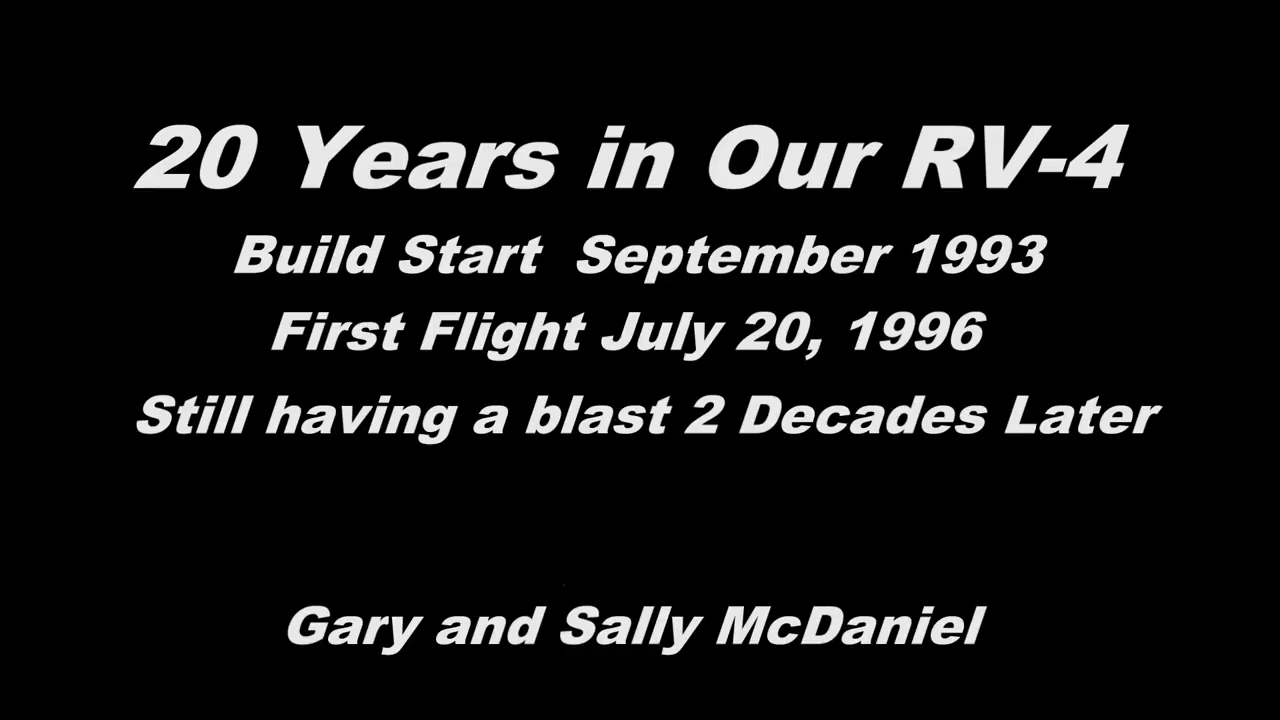 20 Years in Our RV-4
Build Start  September 1993
First Flight July 20, 1996
Still having a blast 2 Decades Later
Gary and Sally McDaniel